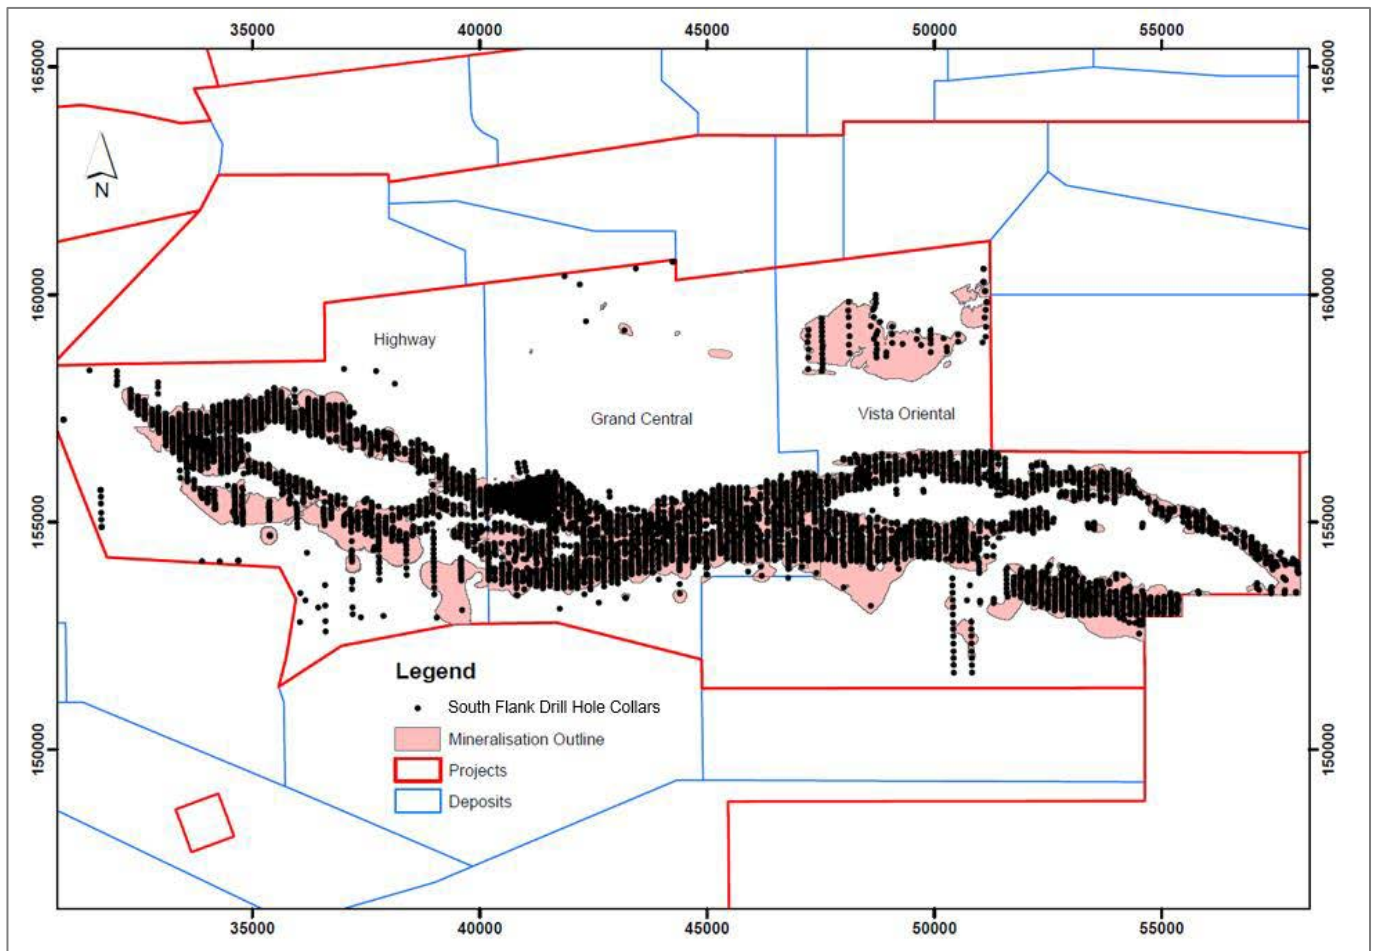 35000 40000 45000 50000 55000
165000 165000
N
160000 160000
Highway
Grand Central Vista Oriental
155000 155000
Legend
South Flank Drill Hole Collars
Mineralisation Outline
150000 150000
Projects
Deposits
35000 40000 45000 50000 55000